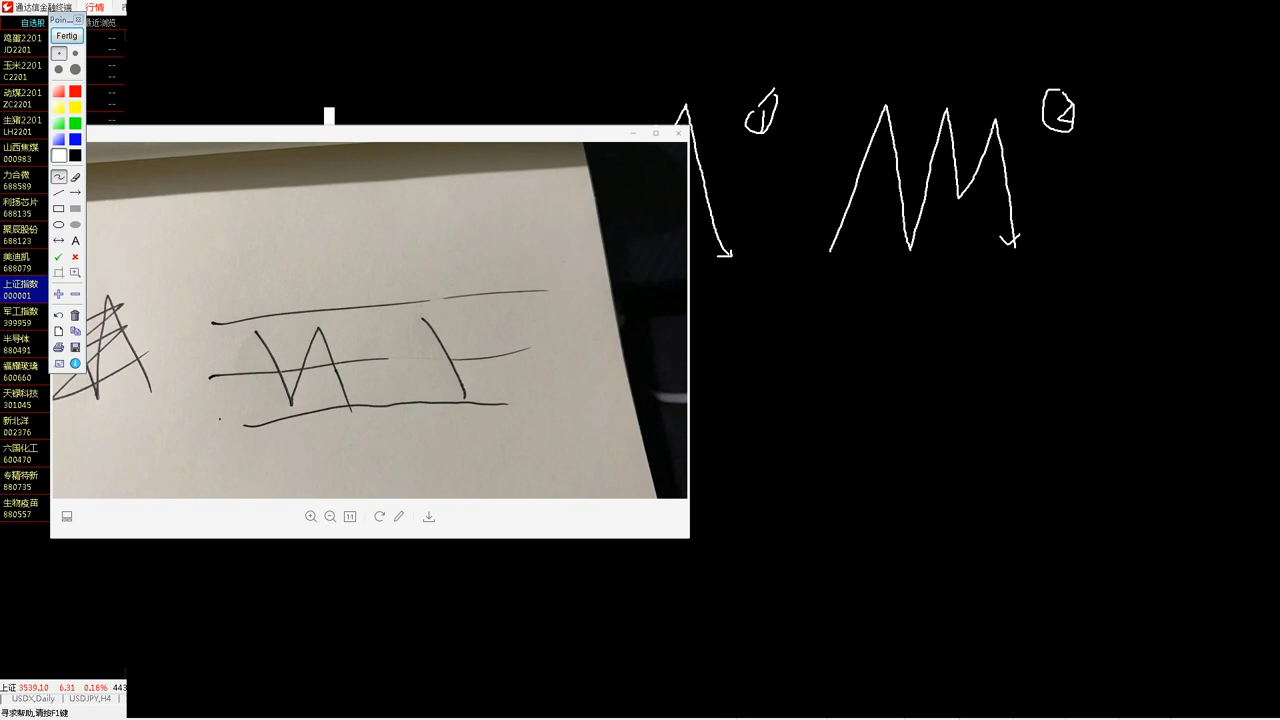 通达信金融终端 行情
自选股 最近浏览
Poin...
Fertig
鸡蛋2201 --
JD2201 --
玉米2201 --
C2201 --
动煤2201 --
ZC2201 --
生猪2201 --
LH2201 --
山西焦煤
000983
力合微
688589
利扬芯片
688135
聚辰股份
688123
美迪凯
688079
上证指数
000001
军工指数
399959
半导体
880491
福耀玻璃
600660
天禄科技
301045
新北洋
002376
六国化工
600470
专精特新
880735
生物疫苗
880557
A
1:1
①
②
上证 3539.10 6.31 0.18% 443
USDX,Daily | USDJPY,H4 |
寻求帮助,请按F1键